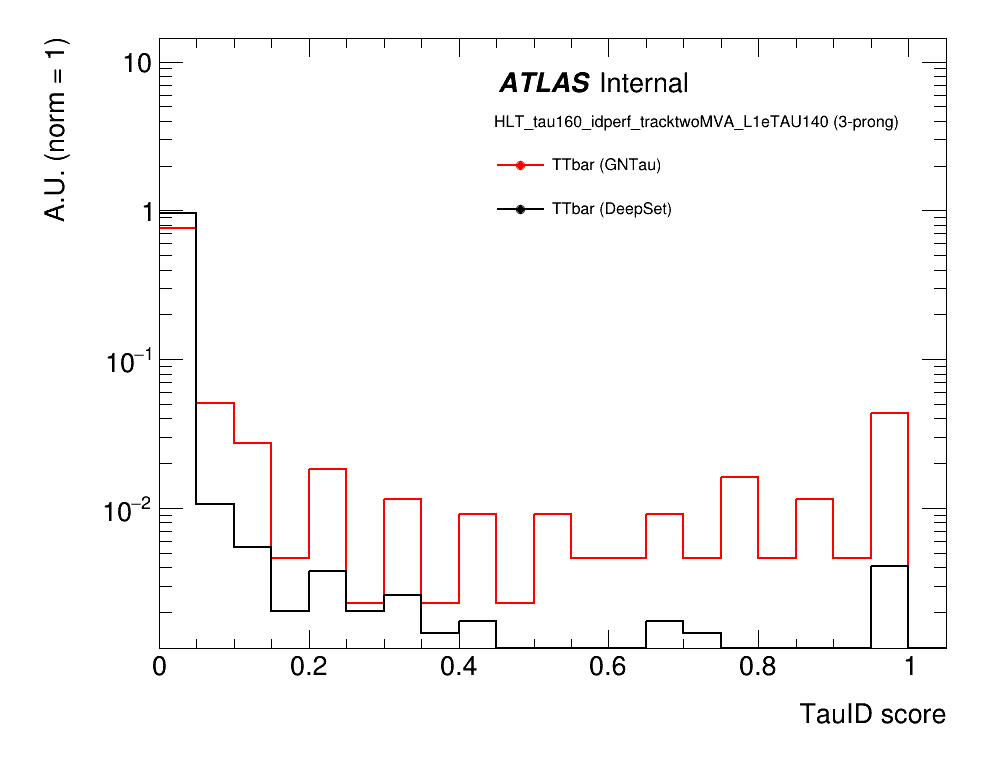 A.U. (norm = 1)
10
1
10⁻¹
10⁻²
ATLAS Internal
HLT_tau160_idperf_tracktwoMVA_L1eTAU140 (3-prong)
TTbar (GNTau)
TTbar (DeepSet)
0 0.2 0.4 0.6 0.8 1
TauID score